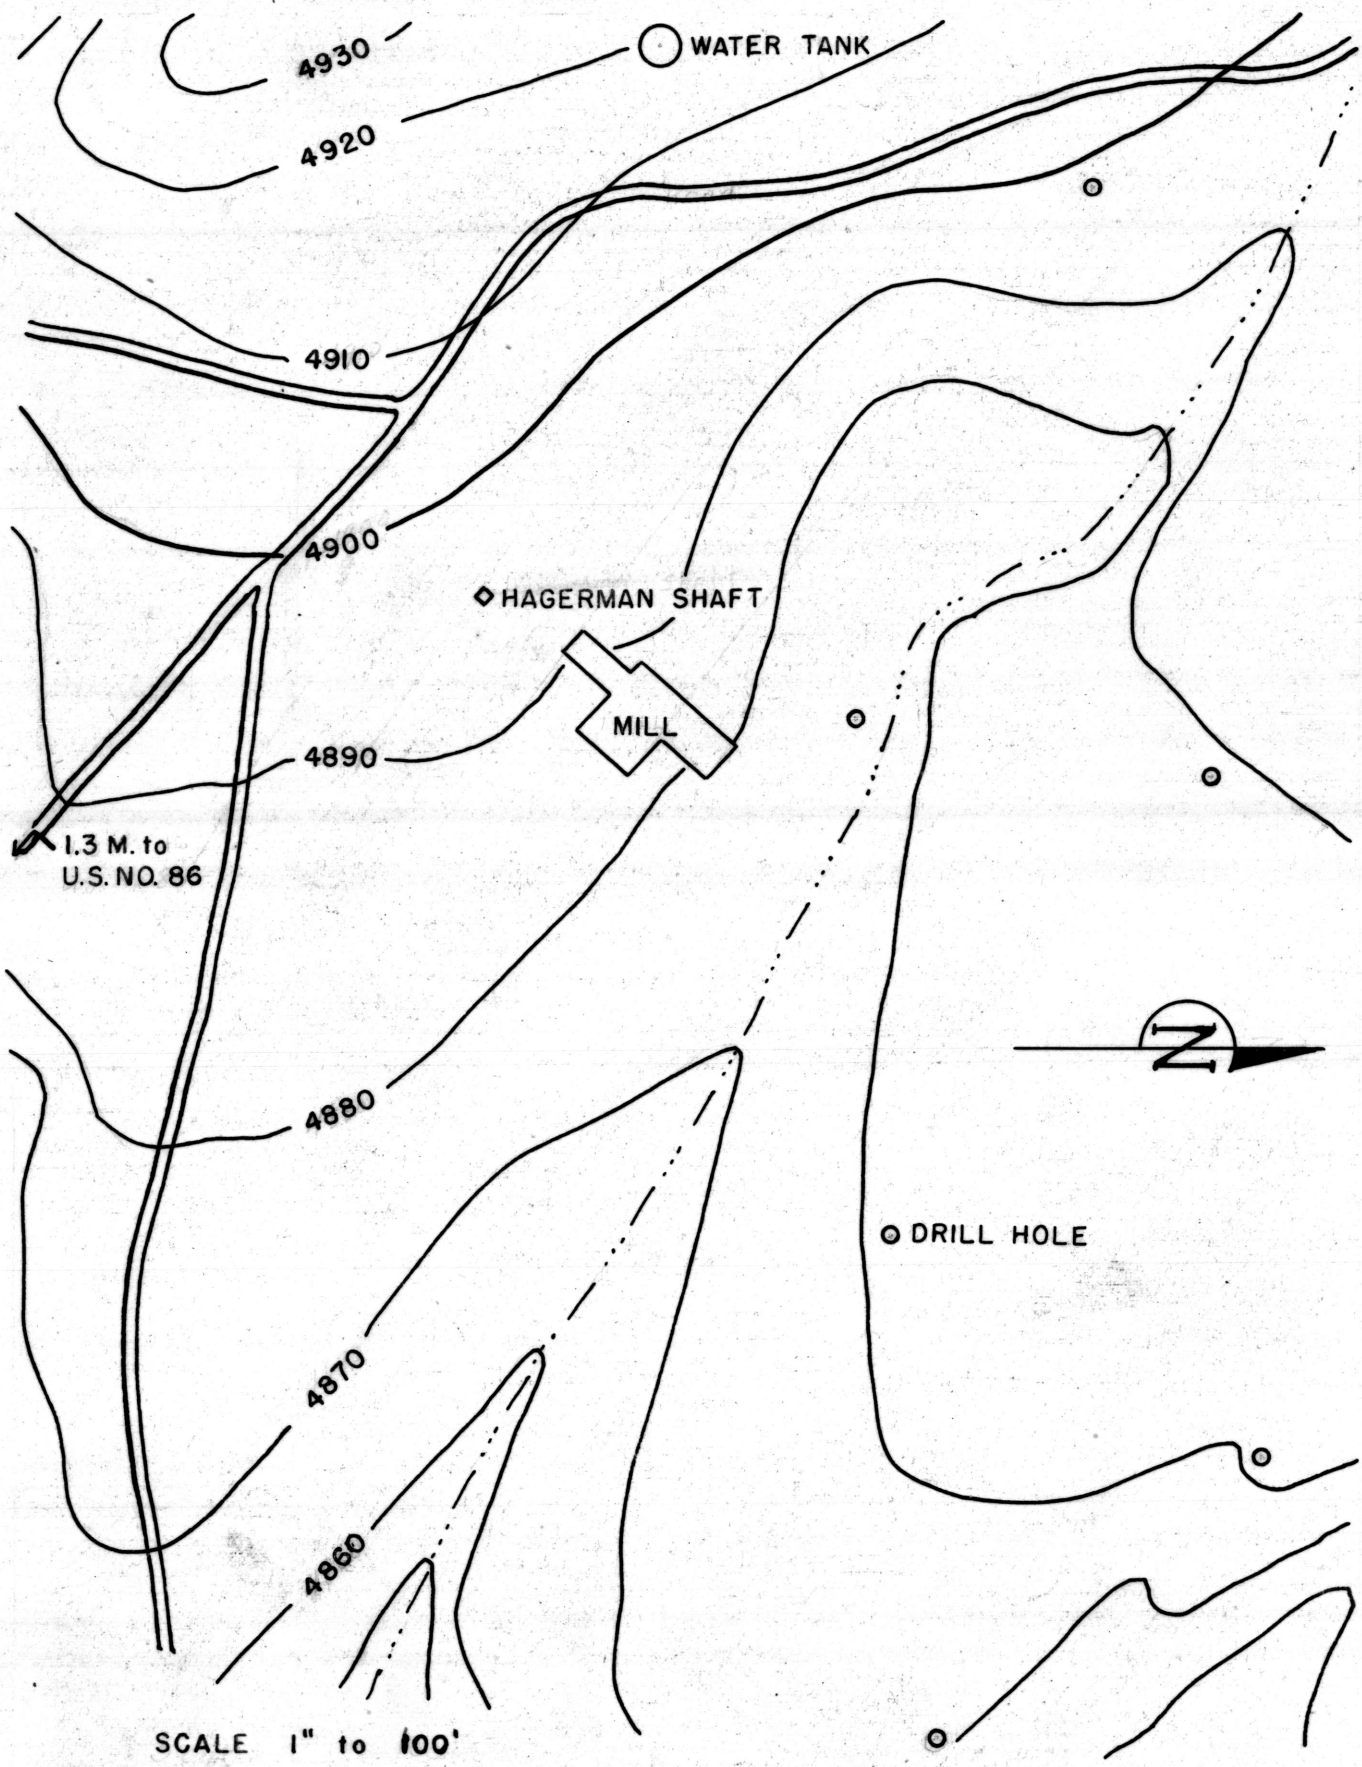 4930
WATER TANK
4920
4910
4900
HAGERMAN SHAFT
MILL
4890
1.3 M. to
U.S. NO. 86
N
4880
DRILL HOLE
4870
4860
SCALE 1" to 100'